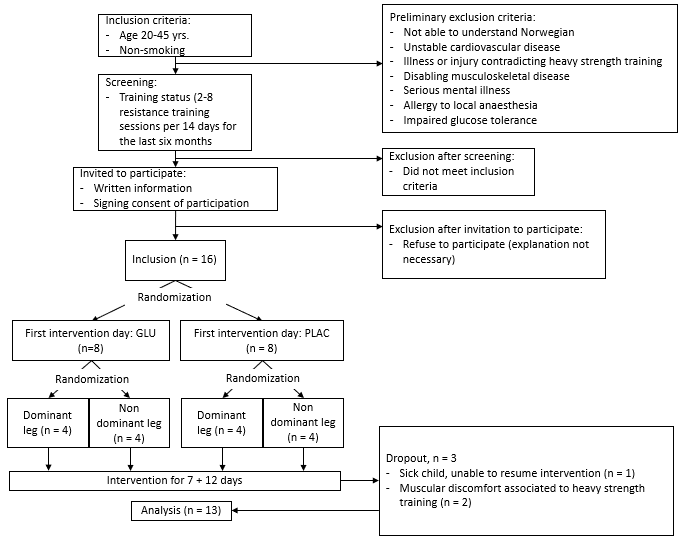 Inclusion criteria:
- Age 20-45 yrs.
- Non-smoking
Preliminary exclusion criteria:
- Not able to understand Norwegian
- Unstable cardiovascular disease
- Illness or injury contradicting heavy strength training
- Disabling musculoskeletal disease
- Serious mental illness
- Allergy to local anaesthesia
- Impaired glucose tolerance
Screening:
- Training status (2-8
resistance training
sessions per 14 days for
the last six months
Exclusion after screening:
- Did not meet inclusion
criteria
Invited to participate:
- Written information
- Signing consent of participation
Exclusion after invitation to participate:
- Refuse to participate (explanation not
necessary)
Inclusion (n = 16)
Randomization
First intervention day: GLU
(n=8)
First intervention day: PLAC
(n = 8)
Randomization
Randomization
Dominant
leg (n = 4)
Non
dominant leg
(n = 4)
Dominant
leg (n = 4)
Non
dominant leg
(n = 4)
Intervention for 7 + 12 days
Dropout, n = 3
- Sick child, unable to resume intervention (n = 1)
- Muscular discomfort associated to heavy strength
training (n = 2)
Analysis (n = 13)